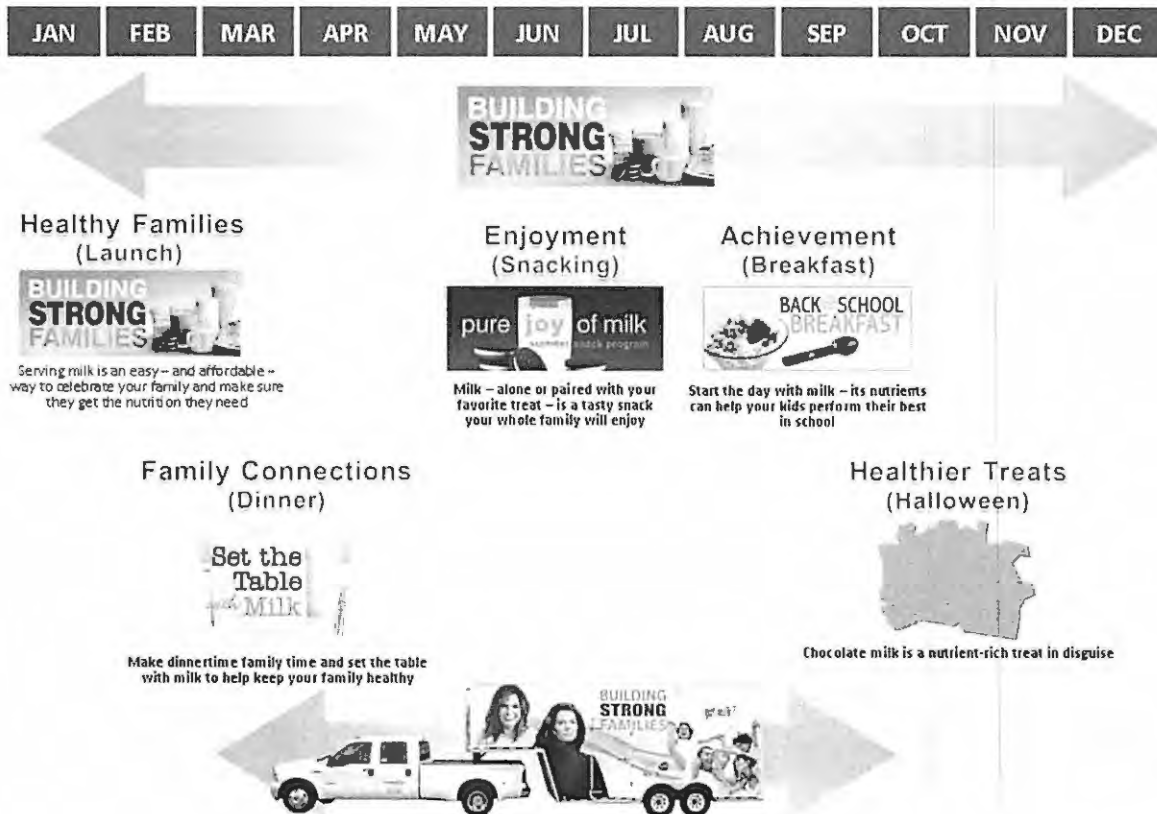 JAN FEB MAR APR MAY JUN JUL AUG SEP OCT NOV DEC
BUILDING
STRONG
FAMILIES
Healthy Families
(Launch)
BUILDING
STRONG
FAMILIES
Serving milk is an easy – and affordable –
way to celebrate your family and make sure
they get the nutrition they need
Enjoyment
(Snacking)
pure joy of milk
summer snack program
Milk – alone or paired with your
favorite treat – is a tasty snack
your whole family will enjoy
Achievement
(Breakfast)
BACK SCHOOL
BREAKFAST
Start the day with milk – its nutrients
can help your kids perform their best
in school
Family Connections
(Dinner)
Set the
Table
with Milk
Make dinnertime family time and set the table
with milk to help keep your family healthy
Healthier Treats
(Halloween)
Chocolate milk is a nutrient-rich treat in disguise
BUILDING
STRONG
FAMILIES
got milk?